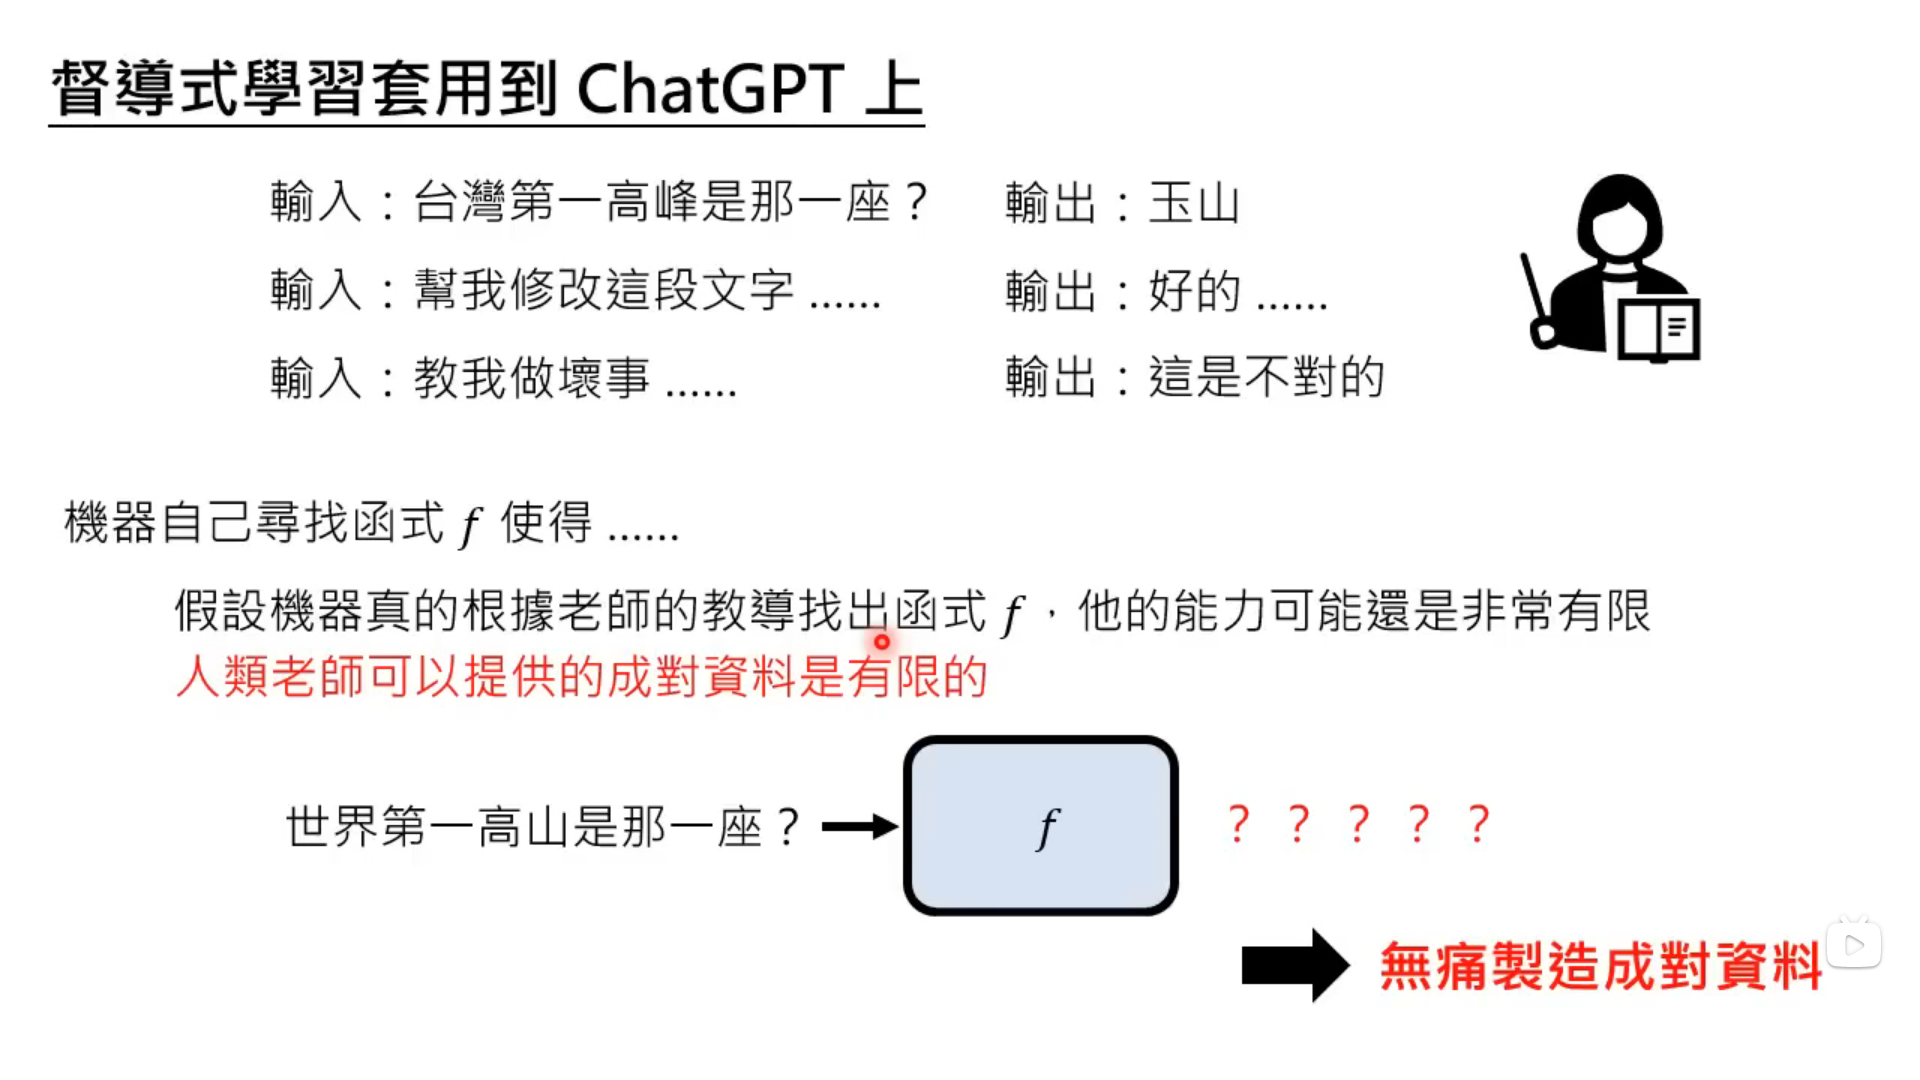 督導式學習套用到 ChatGPT 上
輸入：台灣第一高峰是那一座？ 輸出：玉山
輸入：幫我修改這段文字 …… 輸出：好的 ……
輸入：教我做壞事 …… 輸出：這是不對的
機器自己尋找函式 f 使得 ……
假設機器真的根據老師的教導找出函式 f，他的能力可能還是非常有限
人類老師可以提供的成對資料是有限的
世界第一高山是那一座？ f ？？？？？
無痛製造成對資料